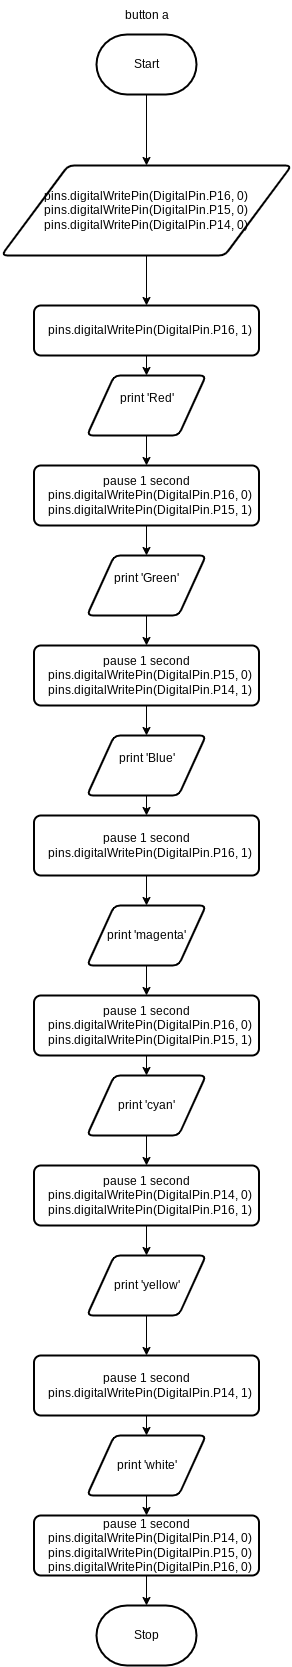 button a
Start
pins.digitalWritePin(DigitalPin.P16, 0)
pins.digitalWritePin(DigitalPin.P15, 0)
pins.digitalWritePin(DigitalPin.P14, 0)
pins.digitalWritePin(DigitalPin.P16, 1)
print 'Red'
pause 1 second
pins.digitalWritePin(DigitalPin.P16, 0)
pins.digitalWritePin(DigitalPin.P15, 1)
print 'Green'
pause 1 second
pins.digitalWritePin(DigitalPin.P15, 0)
pins.digitalWritePin(DigitalPin.P14, 1)
print 'Blue'
pause 1 second
pins.digitalWritePin(DigitalPin.P16, 1)
print 'magenta'
pause 1 second
pins.digitalWritePin(DigitalPin.P16, 0)
pins.digitalWritePin(DigitalPin.P15, 1)
print 'cyan'
pause 1 second
pins.digitalWritePin(DigitalPin.P14, 0)
pins.digitalWritePin(DigitalPin.P16, 1)
print 'yellow'
pause 1 second
pins.digitalWritePin(DigitalPin.P14, 1)
print 'white'
pause 1 second
pins.digitalWritePin(DigitalPin.P14, 0)
pins.digitalWritePin(DigitalPin.P15, 0)
pins.digitalWritePin(DigitalPin.P16, 0)
Stop